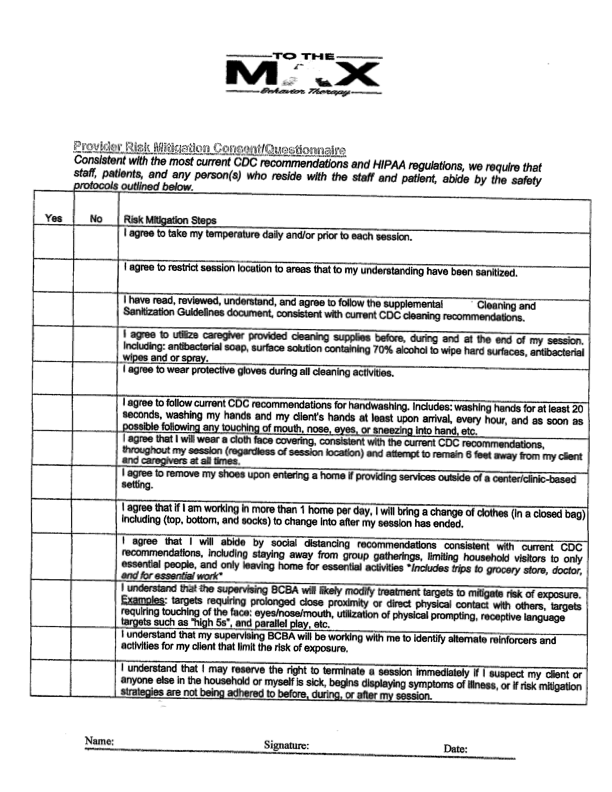 TO THE
M X
Behavior Therapy
Provider Risk Mitigation Consent/Questionnaire
Consistent with the most current CDC recommendations and HIPAA regulations, we require that
staff, patients, and any person(s) who reside with the staff and patient, abide by the safety
protocols outlined below.
Yes No Risk Mitigation Steps
I agree to take my temperature daily and/or prior to each session.
I agree to restrict session location to areas that to my understanding have been sanitized.
I have read, reviewed, understand, and agree to follow the supplemental Cleaning and
Sanitization Guidelines document, consistent with current CDC cleaning recommendations.
I agree to utilize caregiver provided cleaning supplies before, during and at the end of my session.
Including: antibacterial soap, surface solution containing 70% alcohol to wipe hard surfaces, antibacterial
wipes and or spray.
I agree to wear protective gloves during all cleaning activities.
I agree to follow current CDC recommendations for handwashing. Includes: washing hands for at least 20
seconds, washing my hands and my client's hands at least upon arrival, every hour, and as soon as
possible following any touching of mouth, nose, eyes, or sneezing into hand, etc.
I agree that I will wear a cloth face covering, consistent with the current CDC recommendations,
throughout my session (regardless of session location) and attempt to remain 6 feet away from my client
and caregivers at all times.
I agree to remove my shoes upon entering a home if providing services outside of a center/clinic-based
setting.
I agree that if I am working in more than 1 home per day, I will bring a change of clothes (in a closed bag)
including (top, bottom, and socks) to change into after my session has ended.
I agree that I will abide by social distancing recommendations consistent with current CDC
recommendations, including staying away from group gatherings, limiting household visitors to only
essential people, and only leaving home for essential activities *Includes trips to grocery store, doctor,
and for essential work*
I understand that the supervising BCBA will likely modify treatment targets to mitigate risk of exposure.
Examples: targets requiring prolonged close proximity or direct physical contact with others, targets
requiring touching of the face: eyes/nose/mouth, utilization of physical prompting, receptive language
targets such as "high 5s", and parallel play, etc.
I understand that my supervising BCBA will be working with me to identify alternate reinforcers and
activities for my client that limit the risk of exposure.
I understand that I may reserve the right to terminate a session immediately if I suspect my client or
anyone else in the household or myself is sick, begins displaying symptoms of illness, or if risk mitigation
strategies are not being adhered to before, during, or after my session.
Name: Signature: Date: